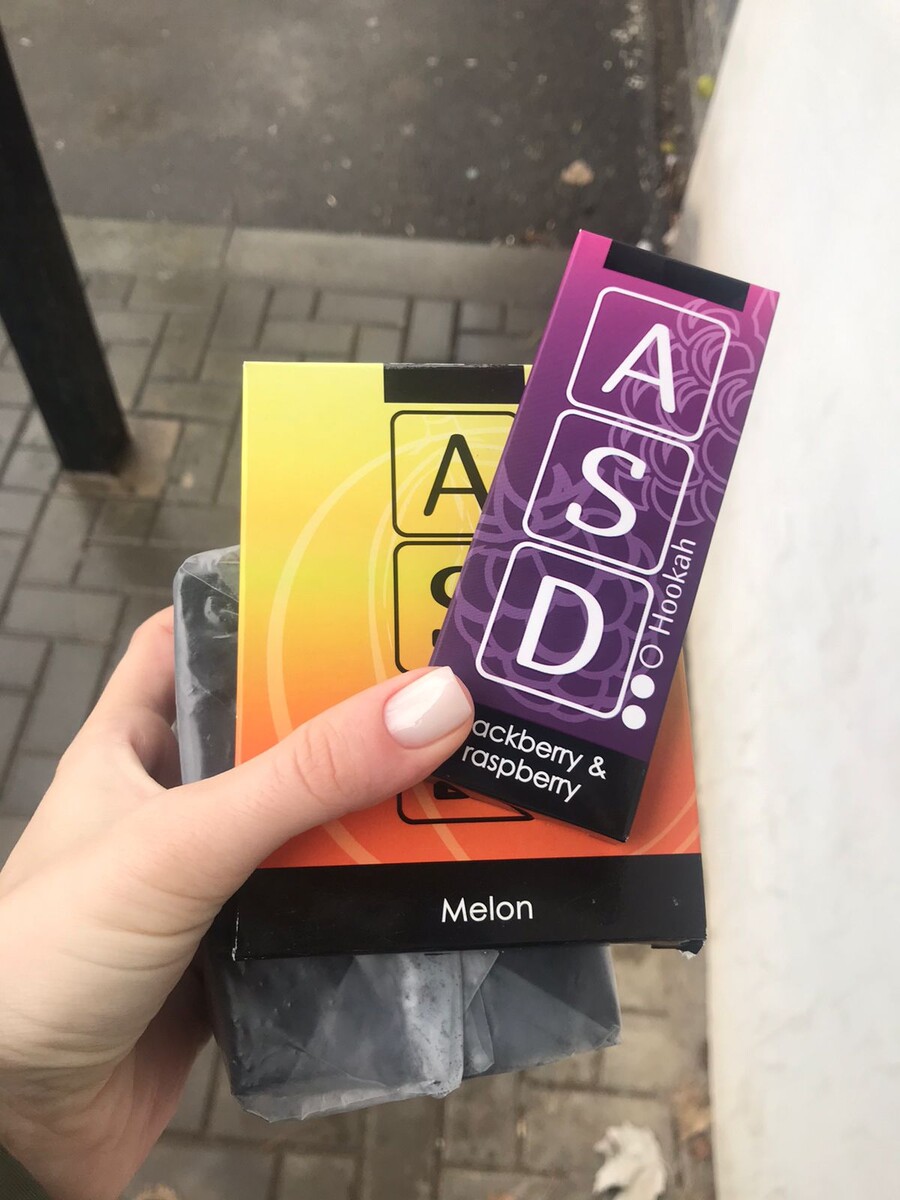 A
S
D
Hookah
ackberry &
raspberry
A
Melon